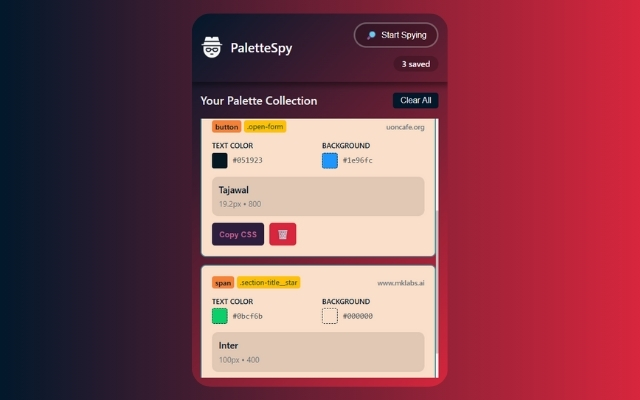 Start Spying
PaletteSpy
3 saved
Your Palette Collection
Clear All
button .open-form uoncafe.org
TEXT COLOR BACKGROUND
#051923 #1e96fc
Tajawal
19.2px • 800
Copy CSS
span .section-title__star www.mklabs.ai
TEXT COLOR BACKGROUND
#0bcf6b #000000
Inter
100px • 400